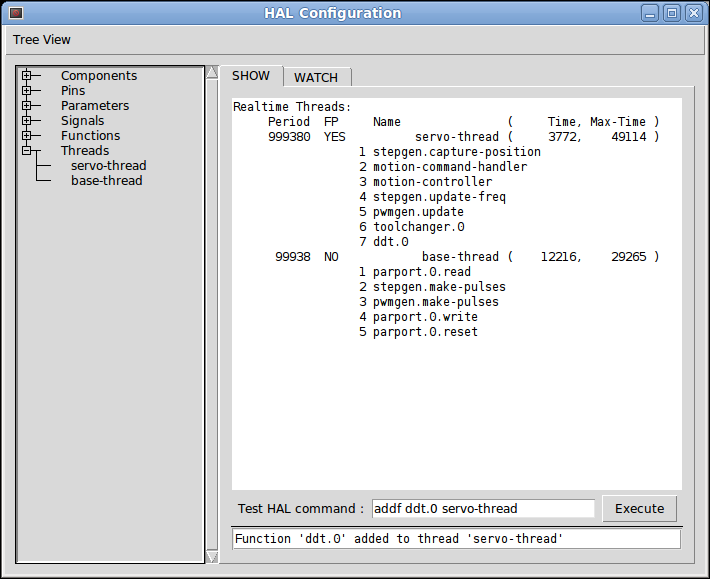 HAL Configuration
Tree View
Components
Pins
Parameters
Signals
Functions
Threads
servo-thread
base-thread
SHOW WATCH
Realtime Threads:
Period FP Name ( Time, Max-Time )
999380 YES servo-thread ( 3772, 49114 )
1 stepgen.capture-position
2 motion-command-handler
3 motion-controller
4 stepgen.update-freq
5 pwmgen.update
6 toolchanger.0
7 ddt.0
99938 NO base-thread ( 12216, 29265 )
1 parport.0.read
2 stepgen.make-pulses
3 pwmgen.make-pulses
4 parport.0.write
5 parport.0.reset
Test HAL command : addf ddt.0 servo-thread Execute
Function 'ddt.0' added to thread 'servo-thread'